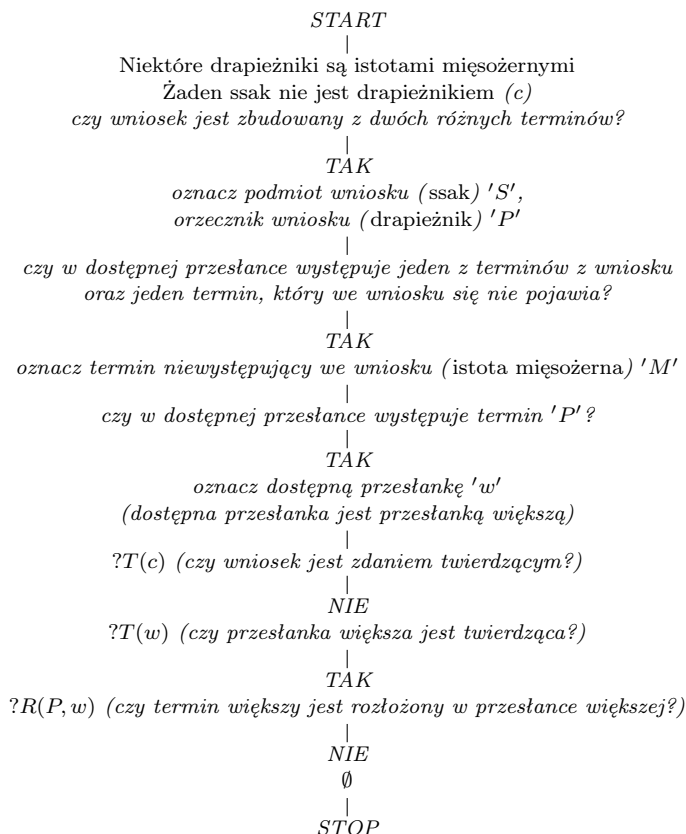 START
|
Niektóre drapieżniki są istotami mięsożernymi
Żaden ssak nie jest drapieżnikiem (c)
czy wniosek jest zbudowany z dwóch różnych terminów?
|
TAK
oznacz podmiot wniosku (ssak) 'S',
orzecznik wniosku (drapieżnik) 'P'
|
czy w dostępnej przesłance występuje jeden z terminów z wniosku
oraz jeden termin, który we wniosku się nie pojawia?
|
TAK
oznacz termin niewystępujący we wniosku (istota mięsożerna) 'M'
|
czy w dostępnej przesłance występuje termin 'P'?
|
TAK
oznacz dostępną przesłankę 'w'
(dostępna przesłanka jest przesłanką większą)
|
?T(c) (czy wniosek jest zdaniem twierdzącym?)
|
NIE
?T(w) (czy przesłanka większa jest twierdząca?)
|
TAK
?R(P, w) (czy termin większy jest rozłożony w przesłance większej?)
|
NIE
∅
|
STOP